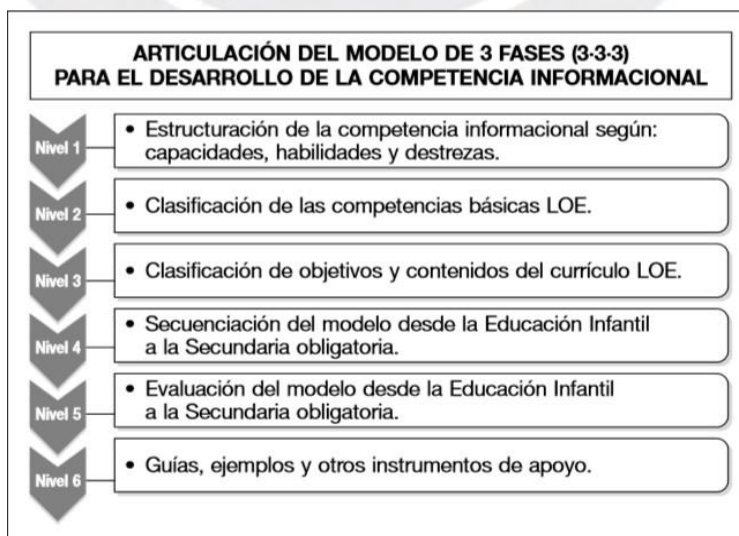 ARTICULACIÓN DEL MODELO DE 3 FASES (3-3-3)
PARA EL DESARROLLO DE LA COMPETENCIA INFORMACIONAL
Nivel 1
• Estructuración de la competencia informacional según:
capacidades, habilidades y destrezas.
Nivel 2
• Clasificación de las competencias básicas LOE.
Nivel 3
• Clasificación de objetivos y contenidos del currículo LOE.
Nivel 4
• Secuenciación del modelo desde la Educación Infantil
a la Secundaria obligatoria.
Nivel 5
• Evaluación del modelo desde la Educación Infantil
a la Secundaria obligatoria.
Nivel 6
• Guías, ejemplos y otros instrumentos de apoyo.